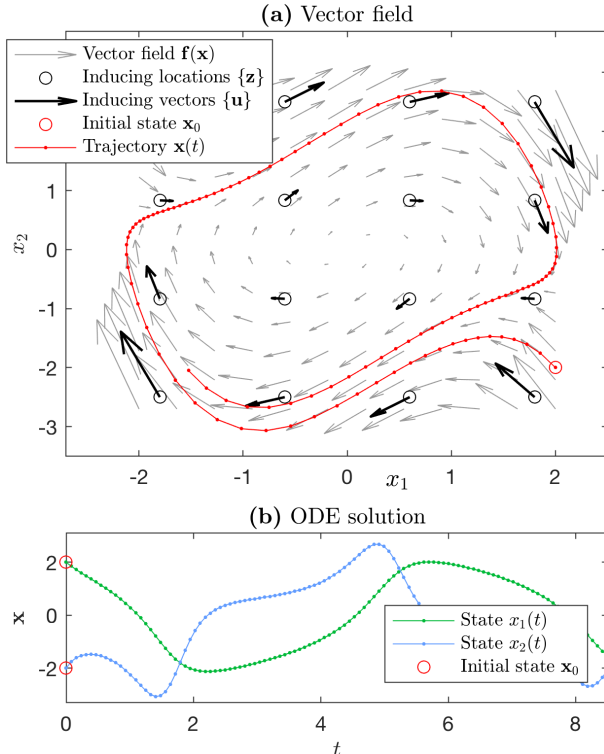 (a) Vector field
Vector field f(x)
Inducing locations {z}
Inducing vectors {u}
Initial state x₀
Trajectory x(t)
x₂
1
0
-1
-2
-3
-2
-1
0
1
2
x₁
(b) ODE solution
x
2
0
-2
State x₁(t)
State x₂(t)
Initial state x₀
0
2
4
6
8
t